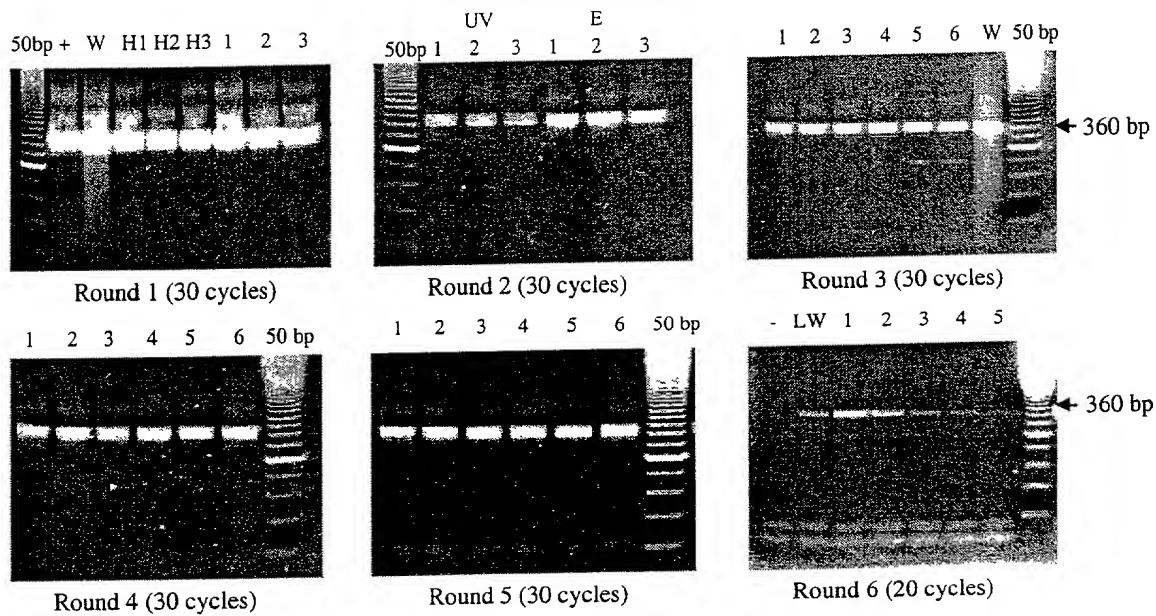 50bp + W H1 H2 H3 1 2 3
Round 1 (30 cycles)
UV E
50bp 1 2 3 1 2 3
Round 2 (30 cycles)
1 2 3 4 5 6 W 50 bp
360 bp
Round 3 (30 cycles)
1 2 3 4 5 6 50 bp
Round 4 (30 cycles)
1 2 3 4 5 6 50 bp
Round 5 (30 cycles)
- LW 1 2 3 4 5
360 bp
Round 6 (20 cycles)